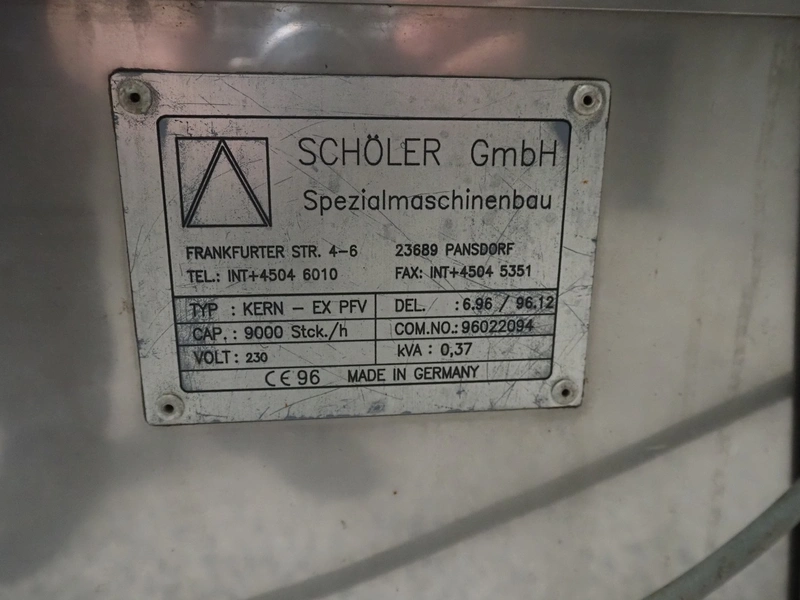 SCHÖLER GmbH
Spezialmaschinenbau
FRANKFURTER STR. 4-6 23689 PANSDORF
TEL.: INT+4504 6010 FAX: INT+4504 5351
TYP : KERN - EX PFV DEL. : 6.96 / 96.12
CAP. : 9000 Stck./h COM.NO.: 96022094
VOLT : 230 kVA : 0,37
CE 96 MADE IN GERMANY